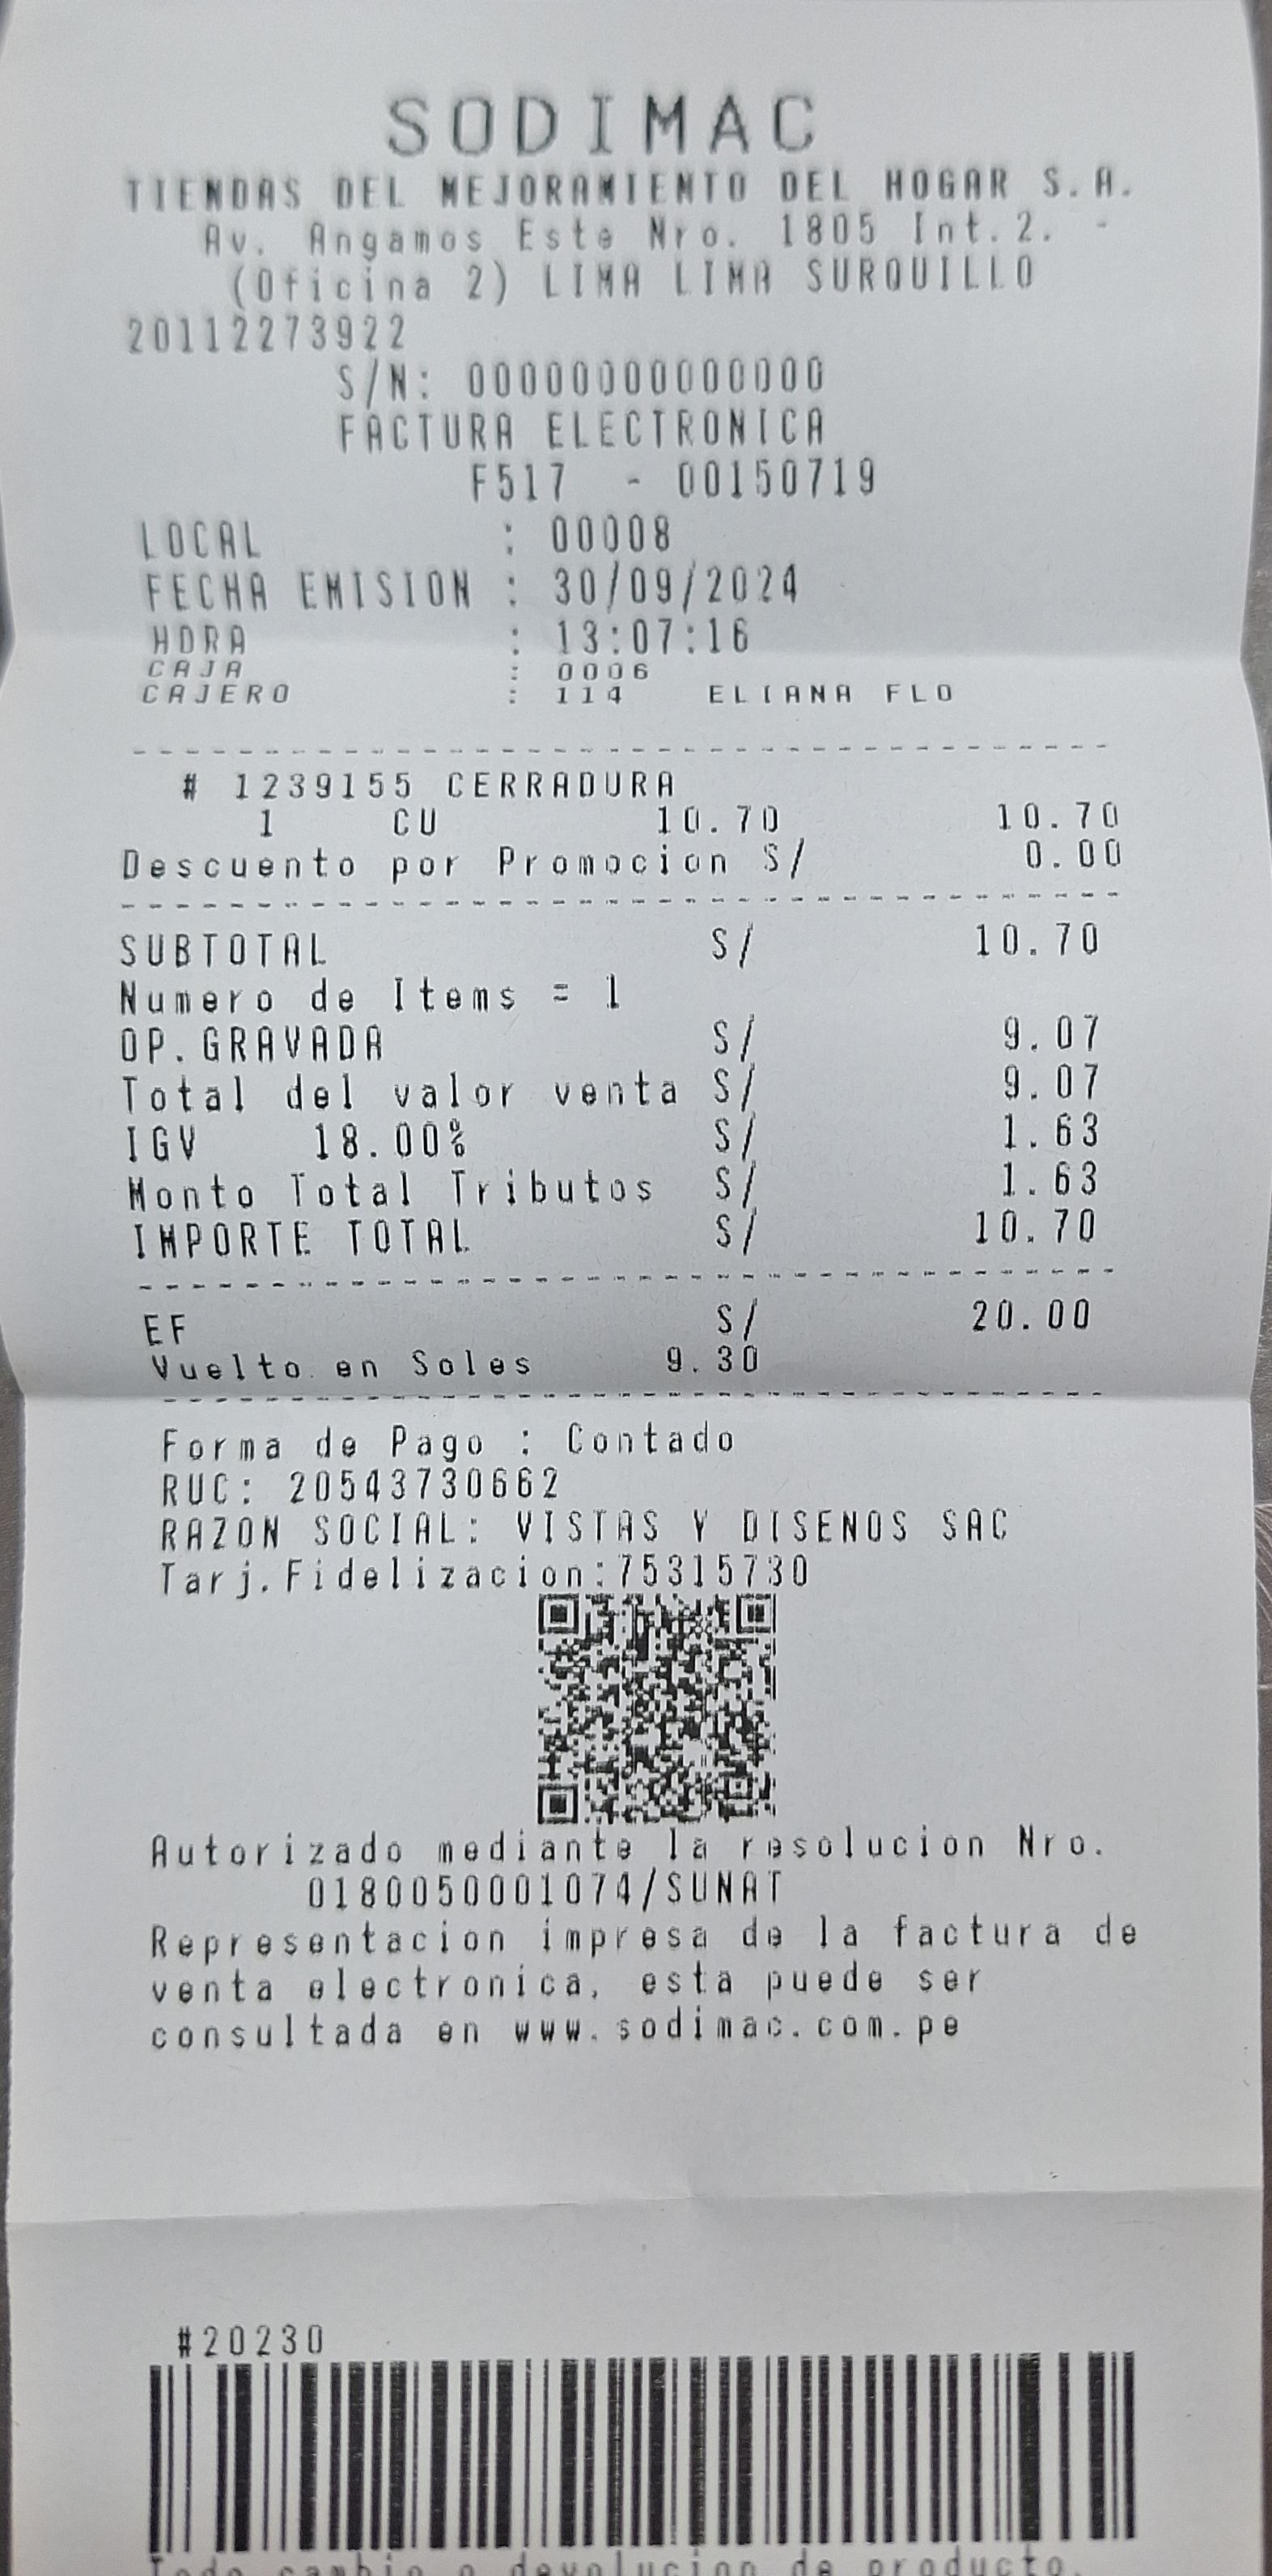 SODIMAC
TIENDAS DEL MEJORAMIENTO DEL HOGAR S.A.
Av. Angamos Este Nro. 1805 Int.2. -
(Oficina 2) LIMA LIMA SURQUILLO
20112273922
S/N: 00000000000000
FACTURA ELECTRONICA
F517 - 00150719
LOCAL : 00008
FECHA EMISION : 30/09/2024
HORA : 13:07:16
CAJA : 0006
CAJERO : 114 ELIANA FLO
# 1239155 CERRADURA
1 CU 10.70 10.70
Descuento por Promocion S/ 0.00
SUBTOTAL S/ 10.70
Numero de Items = 1
OP.GRAVADA S/ 9.07
Total del valor venta S/ 9.07
IGV 18.00% S/ 1.63
Monto Total Tributos S/ 1.63
IMPORTE TOTAL S/ 10.70
EF S/ 20.00
Vuelto en Soles 9.30
Forma de Pago : Contado
RUC: 20543730662
RAZON SOCIAL: VISTAS Y DISENOS SAC
Tarj.Fidelizacion:75315730
Autorizado mediante la resolucion Nro.
0180050001074/SUNAT
Representacion impresa de la factura de
venta electronica, esta puede ser
consultada en www.sodimac.com.pe
#20230
Todo cambio o devolucion de producto,